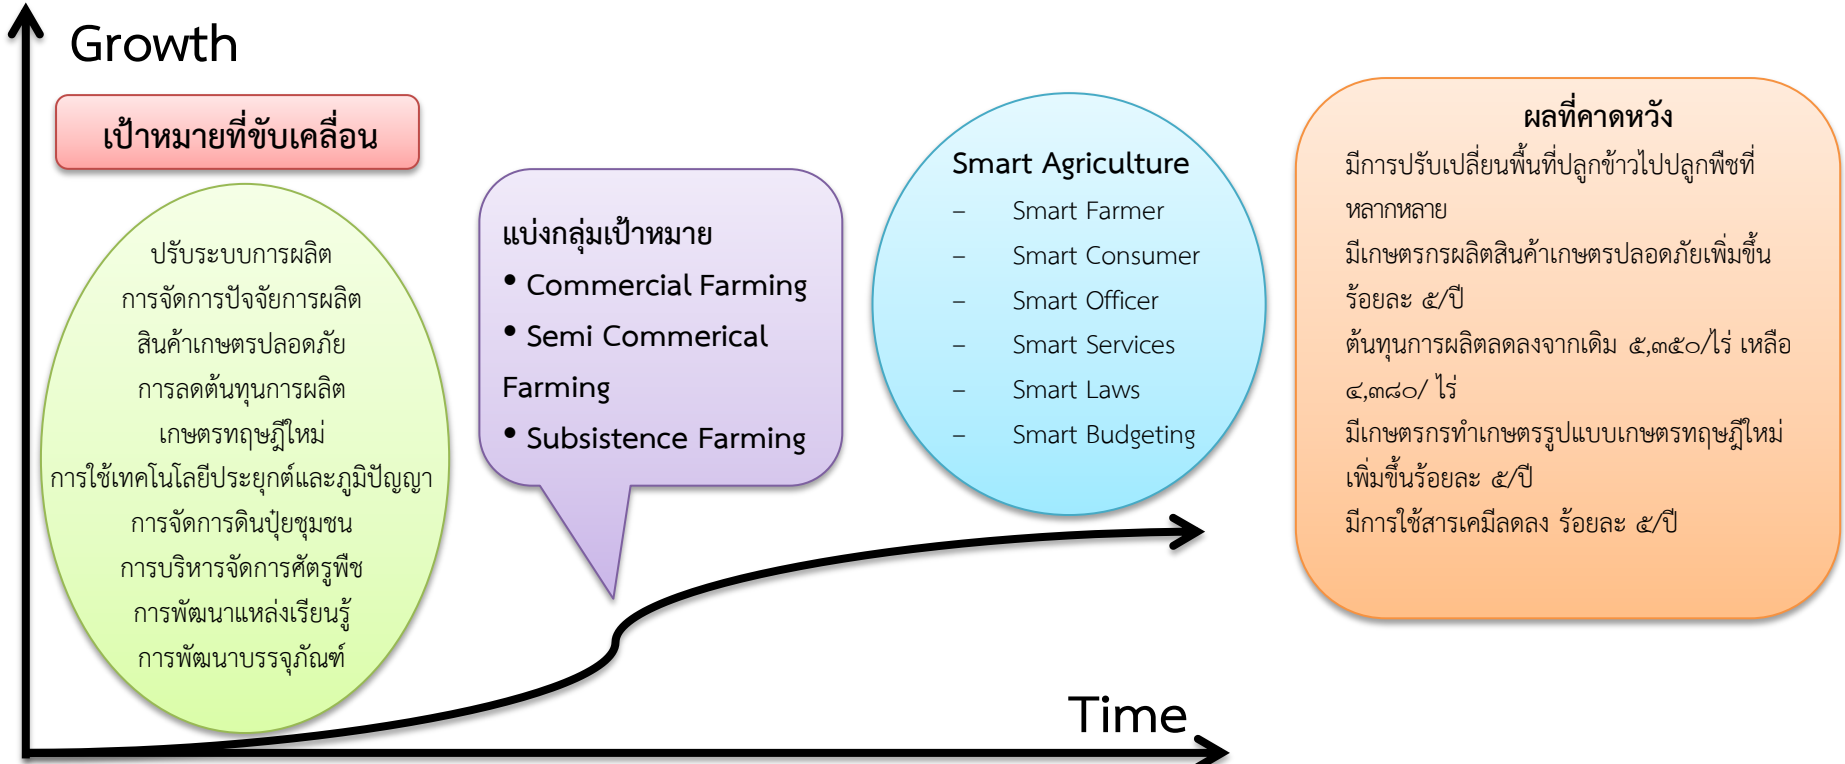 Growth
เป้าหมายที่ขับเคลื่อน
ปรับระบบการผลิต
การจัดการปัจจัยการผลิต
สินค้าเกษตรปลอดภัย
การลดต้นทุนการผลิต
เกษตรทฤษฎีใหม่
การใช้เทคโนโลยีประยุกต์และภูมิปัญญา
การจัดการดินปุ๋ยชุมชน
การบริหารจัดการศัตรูพืช
การพัฒนาแหล่งเรียนรู้
การพัฒนาบรรจุภัณฑ์
แบ่งกลุ่มเป้าหมาย
• Commercial Farming
• Semi Commerical
Farming
• Subsistence Farming
Smart Agriculture
– Smart Farmer
– Smart Consumer
– Smart Officer
– Smart Services
– Smart Laws
– Smart Budgeting
ผลที่คาดหวัง
มีการปรับเปลี่ยนพื้นที่ปลูกข้าวไปปลูกพืชที่
หลากหลาย
มีเกษตรกรผลิตสินค้าเกษตรปลอดภัยเพิ่มขึ้น
ร้อยละ ๕/ปี
ต้นทุนการผลิตลดลงจากเดิม ๕,๓๕๐/ไร่ เหลือ
๔,๓๘๐/ ไร่
มีเกษตรกรทำเกษตรรูปแบบเกษตรทฤษฎีใหม่
เพิ่มขึ้นร้อยละ ๕/ปี
มีการใช้สารเคมีลดลง ร้อยละ ๕/ปี
Time